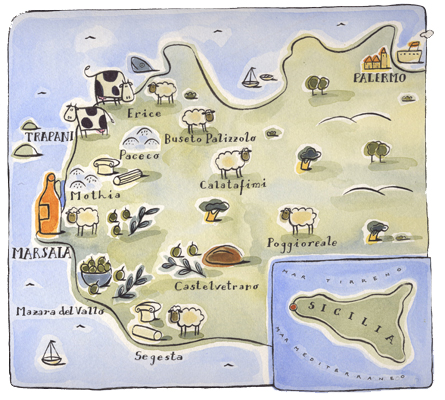 PALERMO
Erice
TRAPANI
Buseto Palizzolo
Paceco
Calatafimi
Mothia
Poggioreale
MARSALA
Castelvetrano
Mazara del Vallo
Segesta
MAR TIRRENO
SICILIA
MAR MEDITERRANEO